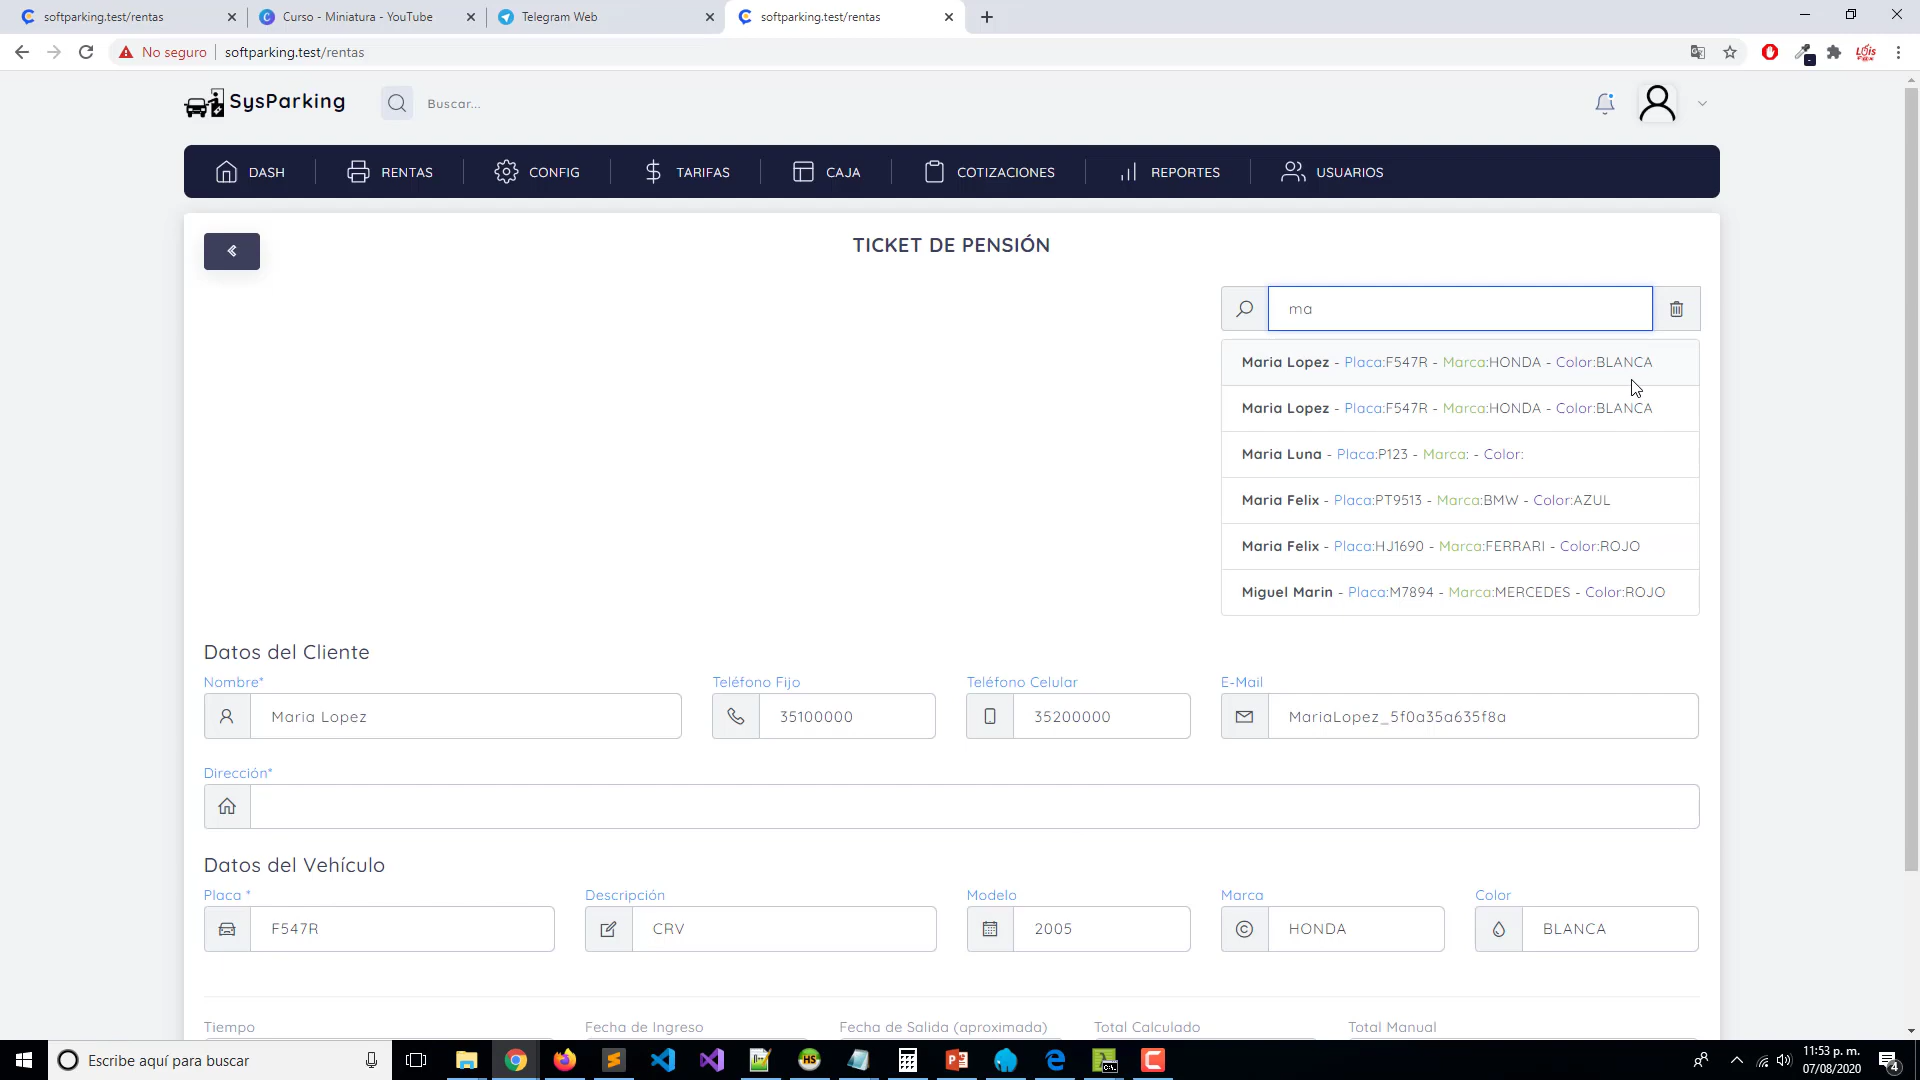 softparking.test/rentas
Curso - Miniatura - YouTube
Telegram Web
softparking.test/rentas
No seguro
softparking.test/rentas
SysParking
Buscar...
DASH
RENTAS
CONFIG
TARIFAS
CAJA
COTIZACIONES
REPORTES
USUARIOS
TICKET DE PENSIÓN
ma
Maria Lopez - Placa:F547R - Marca:HONDA - Color:BLANCA
Maria Lopez - Placa:F547R - Marca:HONDA - Color:BLANCA
Maria Luna - Placa:P123 - Marca: - Color:
Maria Felix - Placa:PT9513 - Marca:BMW - Color:AZUL
Maria Felix - Placa:HJ1690 - Marca:FERRARI - Color:ROJO
Miguel Marin - Placa:M7894 - Marca:MERCEDES - Color:ROJO
Datos del Cliente
Nombre*
Teléfono Fijo
Teléfono Celular
E-Mail
Maria Lopez
35100000
35200000
MariaLopez_5f0a35a635f8a
Dirección*
Datos del Vehículo
Placa *
Descripción
Modelo
Marca
Color
F547R
CRV
2005
HONDA
BLANCA
Tiempo
Fecha de Ingreso
Fecha de Salida (aproximada)
Total Calculado
Total Manual
Escribe aquí para buscar
11:53 p. m.
07/08/2020
4